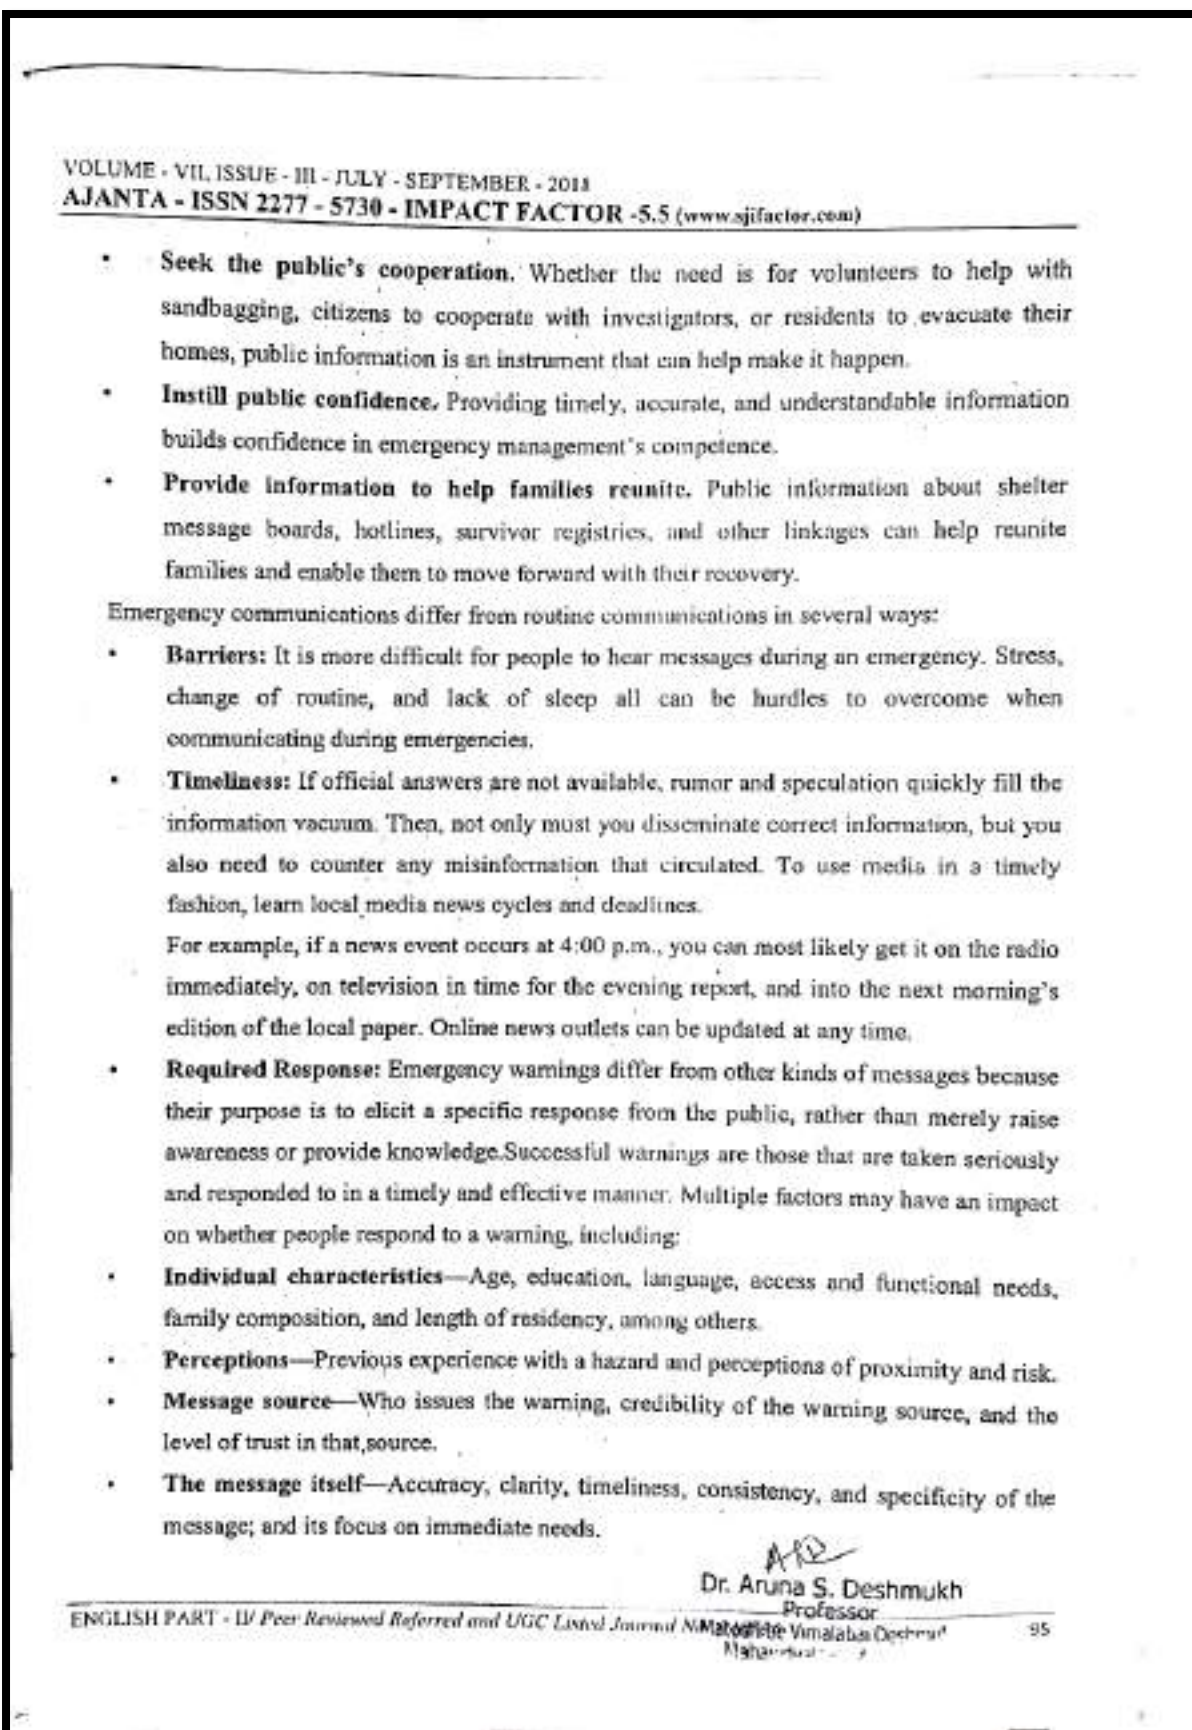 VOLUME - VII, ISSUE - III - JULY - SEPTEMBER - 2018
AJANTA - ISSN 2277 - 5730 - IMPACT FACTOR -5.5 (www.sjifactor.com)
• Seek the public's cooperation. Whether the need is for volunteers to help with
sandbagging, citizens to cooperate with investigators, or residents to evacuate their
homes, public information is an instrument that can help make it happen.
• Instill public confidence. Providing timely, accurate, and understandable information
builds confidence in emergency management's competence.
• Provide information to help families reunite. Public information about shelter
message boards, hotlines, survivor registries, and other linkages can help reunite
families and enable them to move forward with their recovery.
Emergency communications differ from routine communications in several ways:
• Barriers: It is more difficult for people to hear messages during an emergency. Stress,
change of routine, and lack of sleep all can be hurdles to overcome when
communicating during emergencies.
• Timeliness: If official answers are not available, rumor and speculation quickly fill the
information vacuum. Then, not only must you disseminate correct information, but you
also need to counter any misinformation that circulated. To use media in a timely
fashion, learn local media news cycles and deadlines.
For example, if a news event occurs at 4:00 p.m., you can most likely get it on the radio
immediately, on television in time for the evening report, and into the next morning's
edition of the local paper. Online news outlets can be updated at any time.
• Required Response: Emergency warnings differ from other kinds of messages because
their purpose is to elicit a specific response from the public, rather than merely raise
awareness or provide knowledge.Successful warnings are those that are taken seriously
and responded to in a timely and effective manner. Multiple factors may have an impact
on whether people respond to a warning, including:
• Individual characteristics—Age, education, language, access and functional needs,
family composition, and length of residency, among others.
• Perceptions—Previous experience with a hazard and perceptions of proximity and risk.
• Message source—Who issues the warning, credibility of the warning source, and the
level of trust in that source.
• The message itself—Accuracy, clarity, timeliness, consistency, and specificity of the
message; and its focus on immediate needs.
Dr. Aruna S. Deshmukh
Professor
ENGLISH PART - II/ Peer Reviewed Referred and UGC Listed Journal
Vimalabai
95